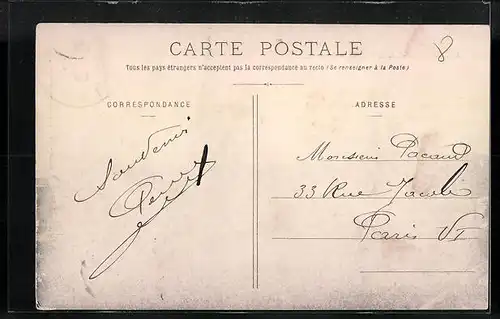 CARTE POSTALE
Tous les pays étrangers n'acceptent pas la correspondance au recto (Se renseigner à la Poste)
CORRESPONDANCE
ADRESSE
8
Souvenir
Monsieur
33 Rue Jacob
Paris VI